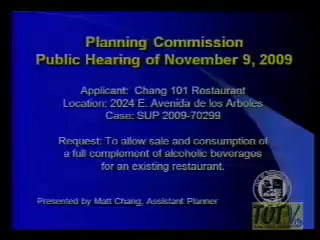 Planning Commission
Public Hearing of November 9, 2009
Applicant: Chang 101 Restaurant
Location: 2024 E. Avenida de los Arboles
Case: SUP 2009-70299
Request: To allow sale and consumption of
a full complement of alcoholic beverages
for an existing restaurant.
Presented by Matt Chang, Assistant Planner
TOTV